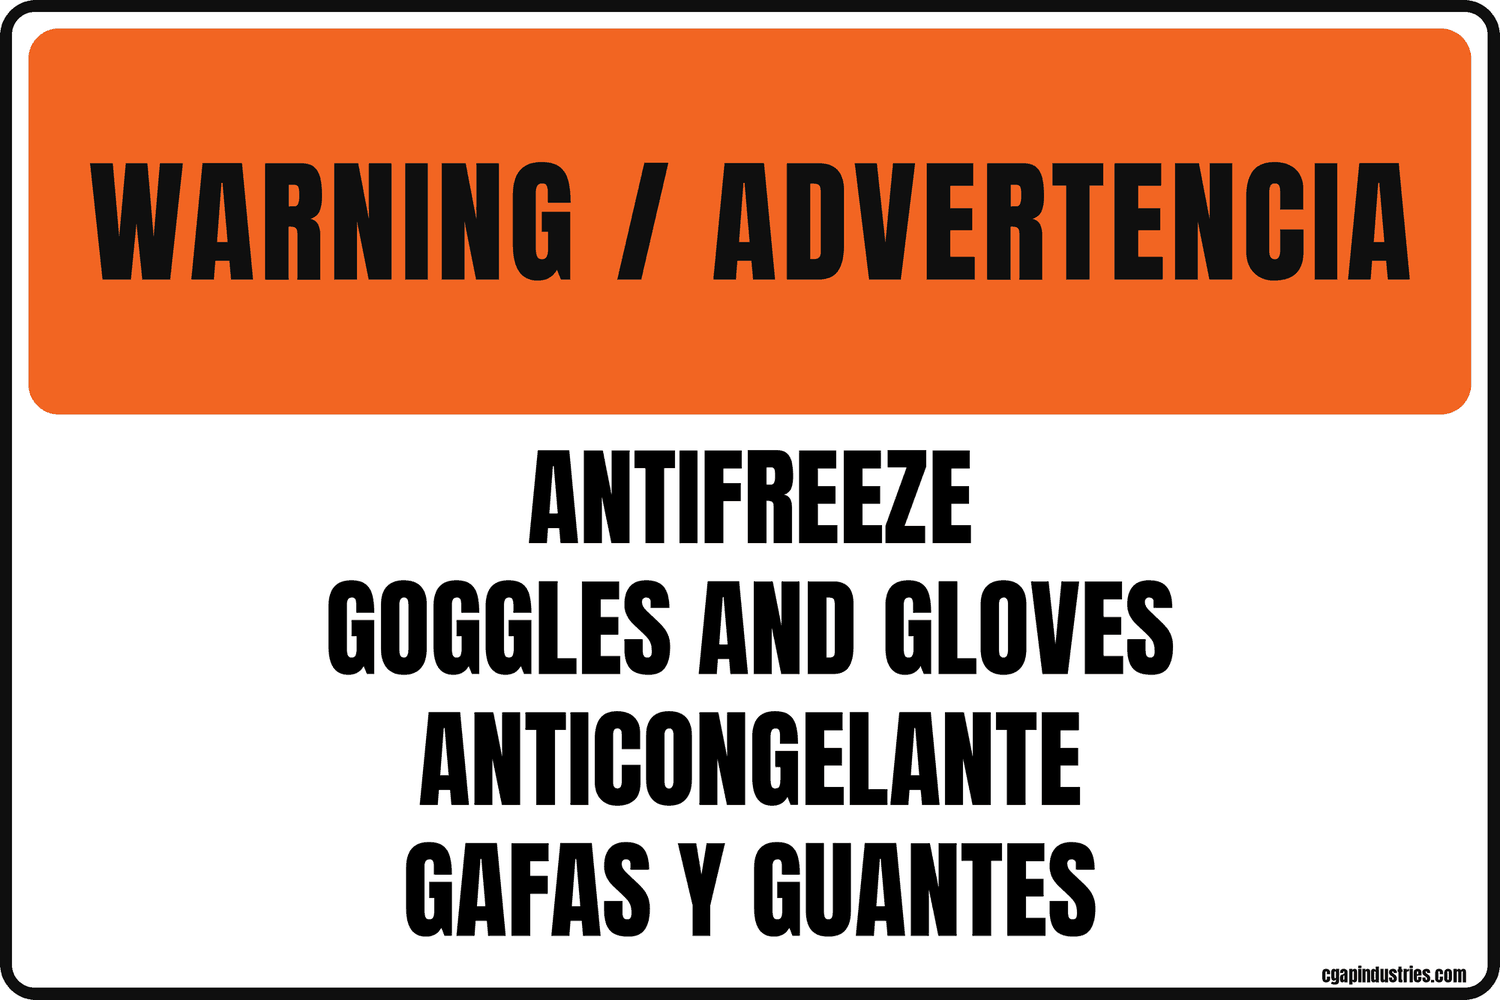 WARNING / ADVERTENCIA
ANTIFREEZE
GOGGLES AND GLOVES
ANTICONGELANTE
GAFAS Y GUANTES
cgapindustries.com